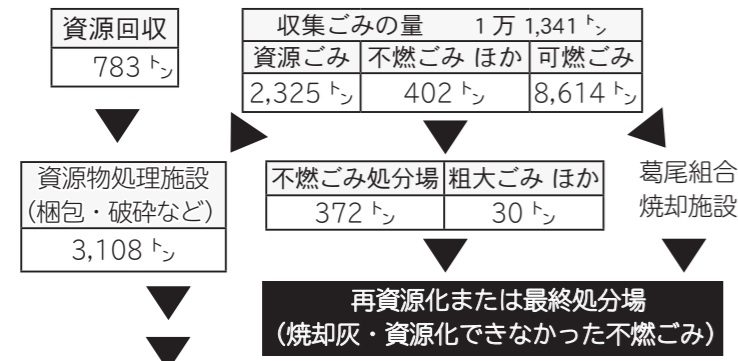 資源回収
783 ㌧
収集ごみの量 1万 1,341 ㌧
資源ごみ 不燃ごみ ほか 可燃ごみ
2,325 ㌧ 402 ㌧ 8,614 ㌧
資源物処理施設
（梱包・破砕など）
3,108 ㌧
不燃ごみ処分場 粗大ごみ ほか
372 ㌧ 30 ㌧
葛尾組合
焼却施設
再資源化または最終処分場
（焼却灰・資源化できなかった不燃ごみ）